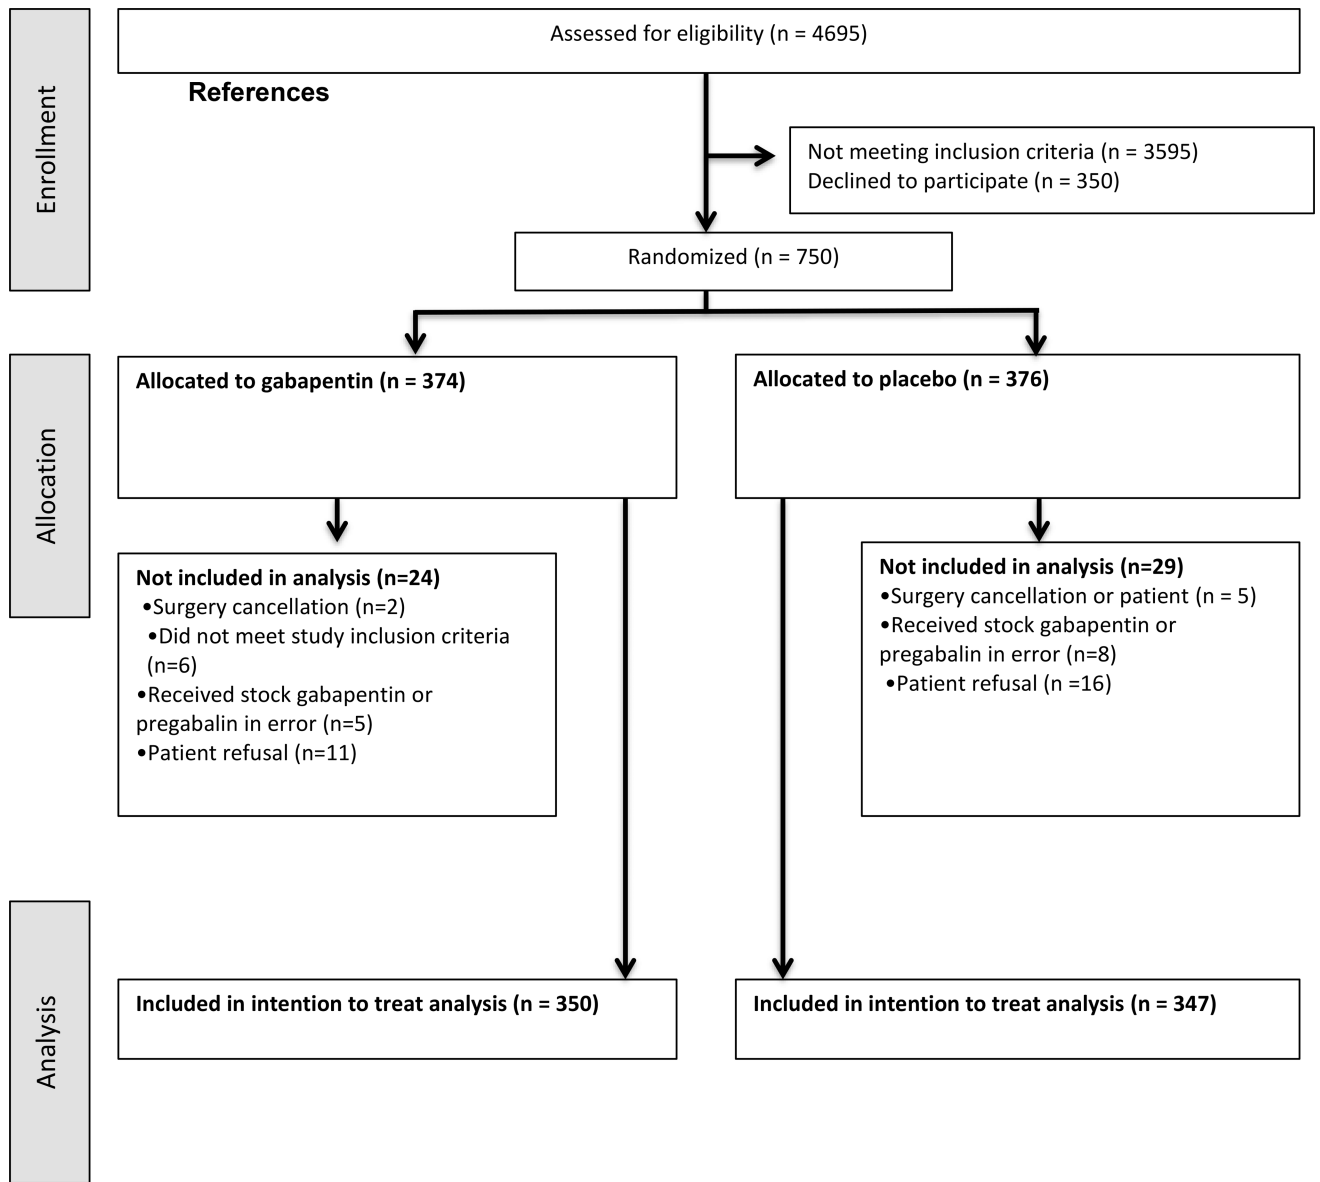 Enrollment
Assessed for eligibility (n = 4695)
References
Not meeting inclusion criteria (n = 3595)
Declined to participate (n = 350)
Randomized (n = 750)
Allocation
Allocated to gabapentin (n = 374)
Allocated to placebo (n = 376)
Not included in analysis (n=24)
•Surgery cancellation (n=2)
•Did not meet study inclusion criteria
(n=6)
•Received stock gabapentin or
pregabalin in error (n=5)
•Patient refusal (n=11)
Not included in analysis (n=29)
•Surgery cancellation or patient (n = 5)
•Received stock gabapentin or
pregabalin in error (n=8)
•Patient refusal (n =16)
Analysis
Included in intention to treat analysis (n = 350)
Included in intention to treat analysis (n = 347)